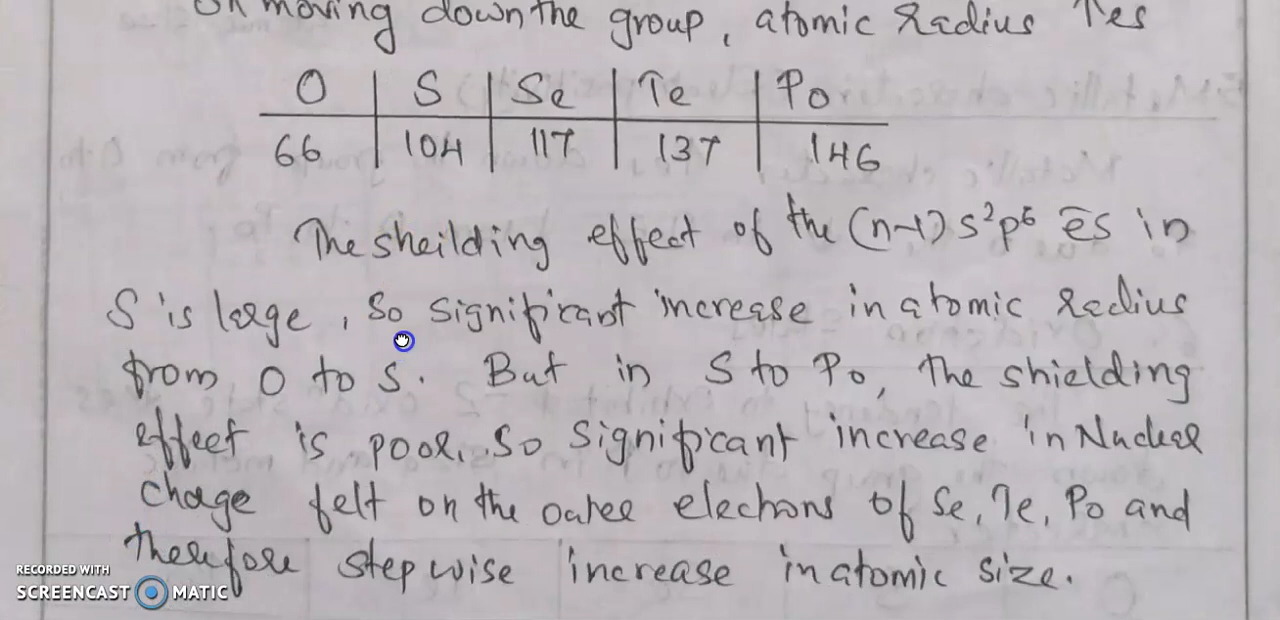 On moving down the group, atomic radius ↑es
O | S | Se | Te | Po
66 | 104 | 117 | 137 | 146
The sheilding effect of the (n-1) s²p⁶ ēs in
S is large, so significant increase in atomic radius
from O to S. But in S to Po, the shielding
effect is poor, so significant increase in Nuclear
charge felt on the outer electrons of Se, Te, Po and
therefore stepwise increase in atomic size.
RECORDED WITH
SCREENCAST MATIC